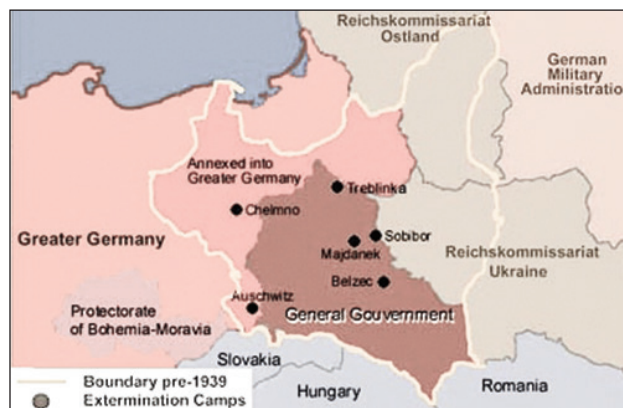 Reichskommissariat
Ostland
German
Military
Administratio
Annexed into
Greater Germany
Treblinka
Chelmno
Greater Germany
Sobibor
Majdanek
Reichskommissariat
Ukraine
Belzec
Auschwitz
General Gouvernment
Protectorate
of Bohemia-Moravia
Slovakia
Hungary
Romania
Boundary pre-1939
Extermination Camps